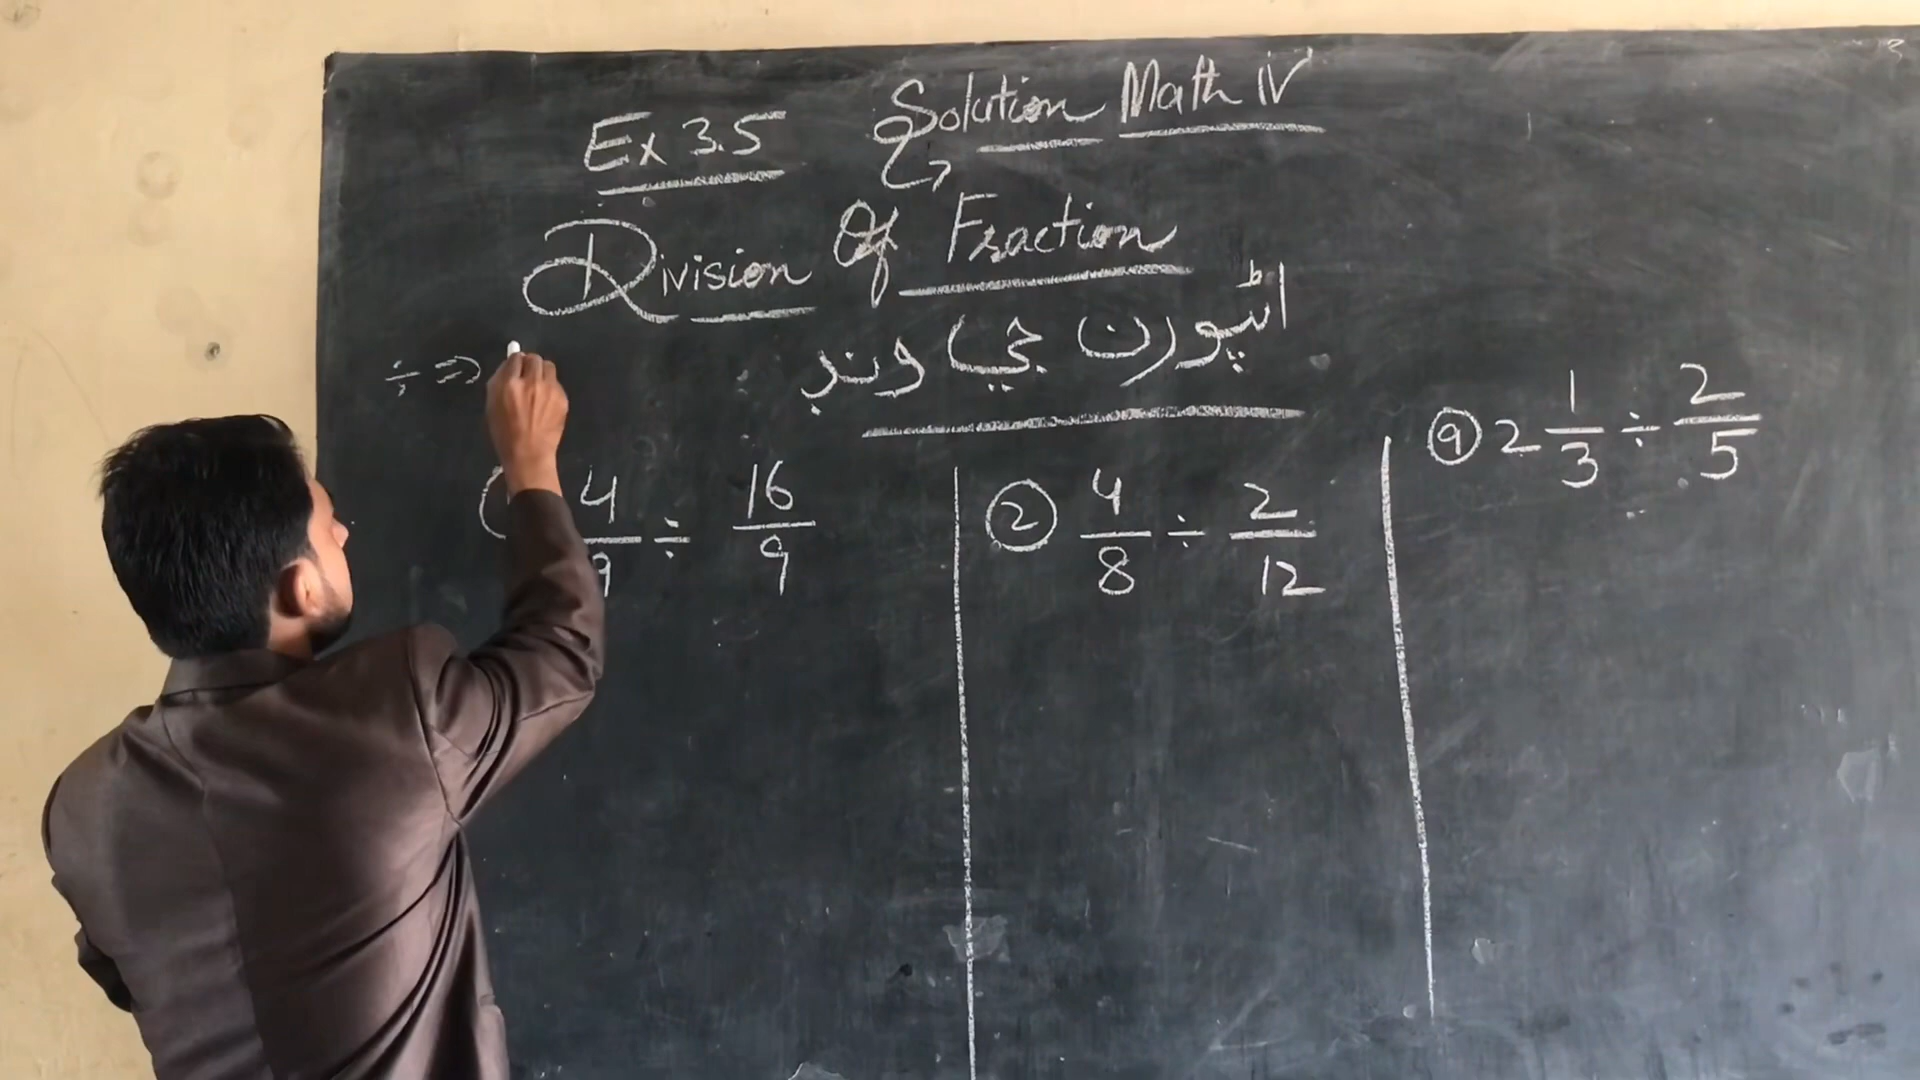 Ex 3.5 Solution Math IV
Division Of Fraction
اڻپورن جي ونڊ
÷ ⇒
4/9 ÷ 16/9
② 4/8 ÷ 2/12
⑨ 2 1/3 ÷ 2/5